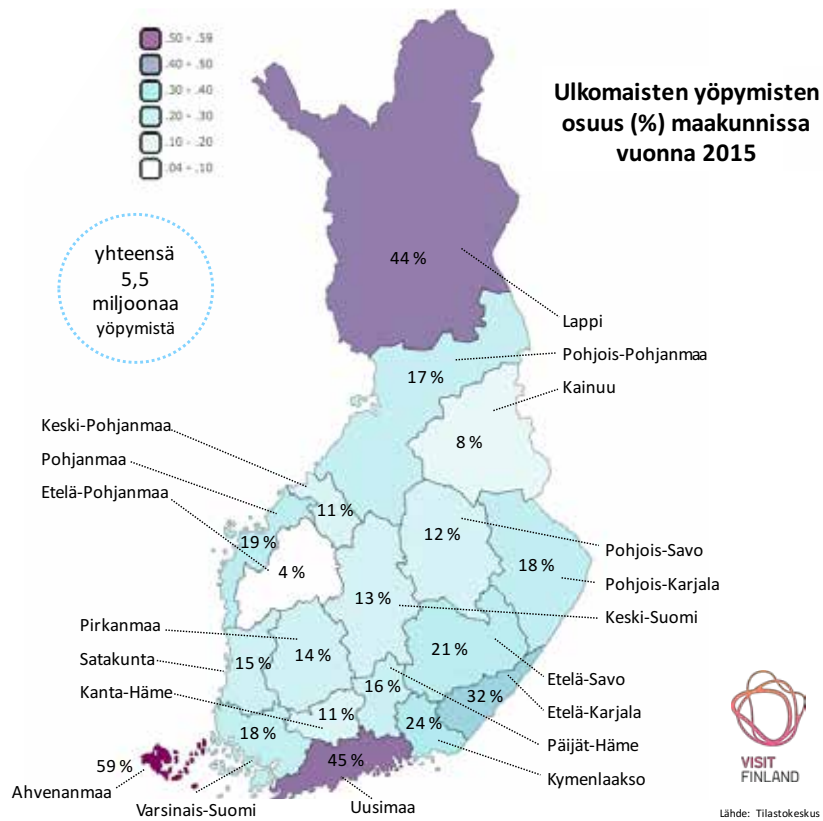 .50 - .59
.40 - .50
.30 - .40
.20 - .30
.10 - .20
.04 - .10
Ulkomaisten yöpymisten
osuus (%) maakunnissa
vuonna 2015
yhteensä
5,5
miljoonaa
yöpymistä
44 %
Lappi
Pohjois-Pohjanmaa
17 %
Kainuu
8 %
Keski-Pohjanmaa
Pohjanmaa
Etelä-Pohjanmaa
11 %
19 %
12 %
Pohjois-Savo
4 %
18 %
Pohjois-Karjala
13 %
Keski-Suomi
Pirkanmaa
Satakunta
15 %
14 %
21 %
Etelä-Savo
Kanta-Häme
16 %
32 %
Etelä-Karjala
11 %
24 %
18 %
Päijät-Häme
59 %
45 %
Kymenlaakso
Ahvenanmaa
Varsinais-Suomi
Uusimaa
VISIT
FINLAND
Lähde: Tilastokeskus